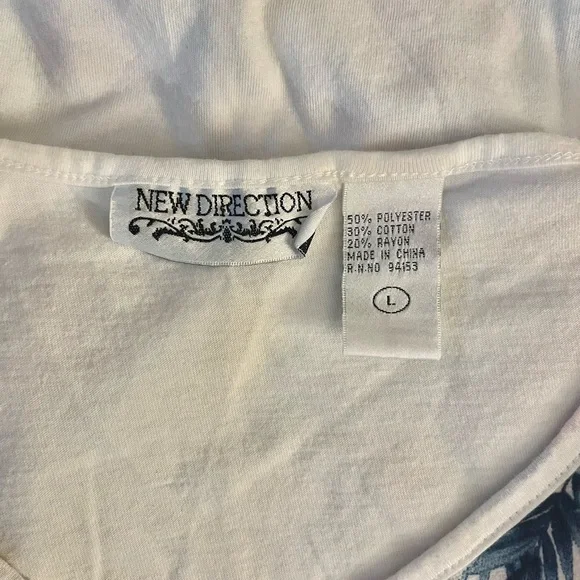 NEW DIRECTION
50% POLYESTER
30% COTTON
20% RAYON
MADE IN CHINA
R.N.NO 94153
L